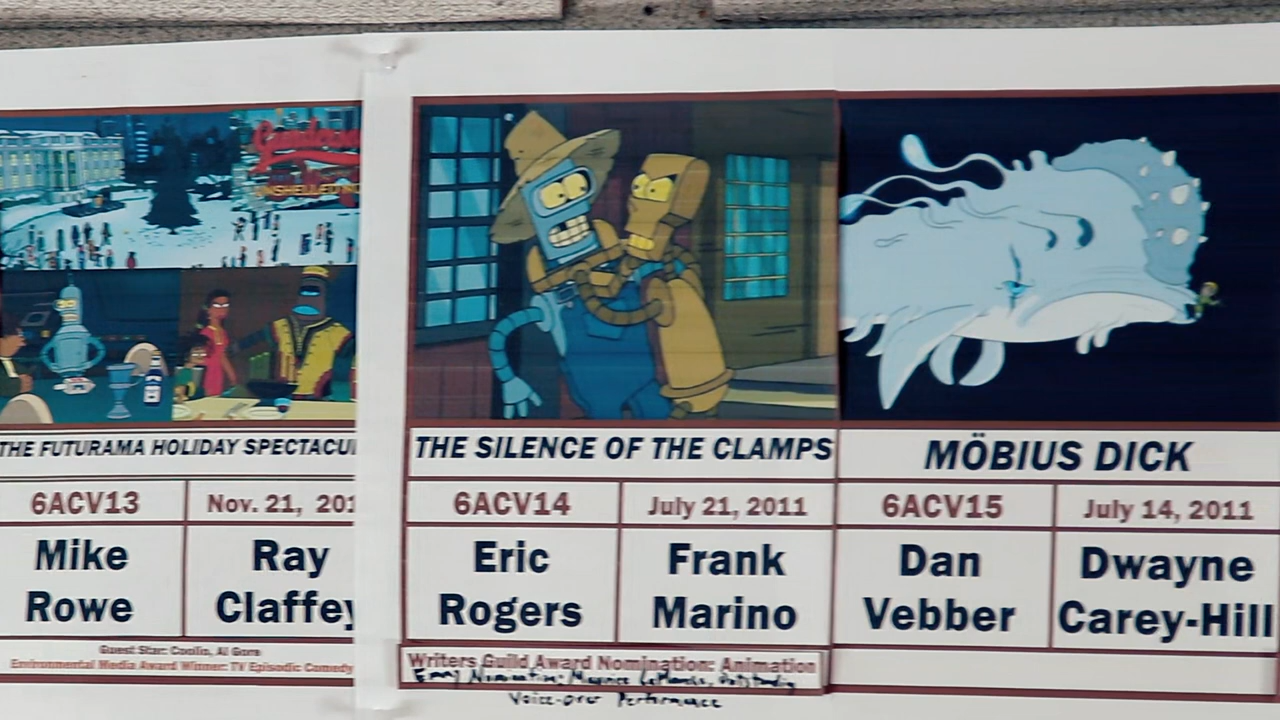 THE FUTURAMA HOLIDAY SPECTACU
6ACV13
Nov. 21, 201
Mike
Rowe
Ray
Claffey
Guest Star: Coolio, Al Gore
Environmental Media Award Winner: TV Episodic Comedy
THE SILENCE OF THE CLAMPS
6ACV14
July 21, 2011
Eric
Rogers
Frank
Marino
Writers Guild Award Nomination: Animation
Emmy Nomination: Maurice LaMarche, Outstanding
Voice-over Performance
MÖBIUS DICK
6ACV15
July 14, 2011
Dan
Vebber
Dwayne
Carey-Hill